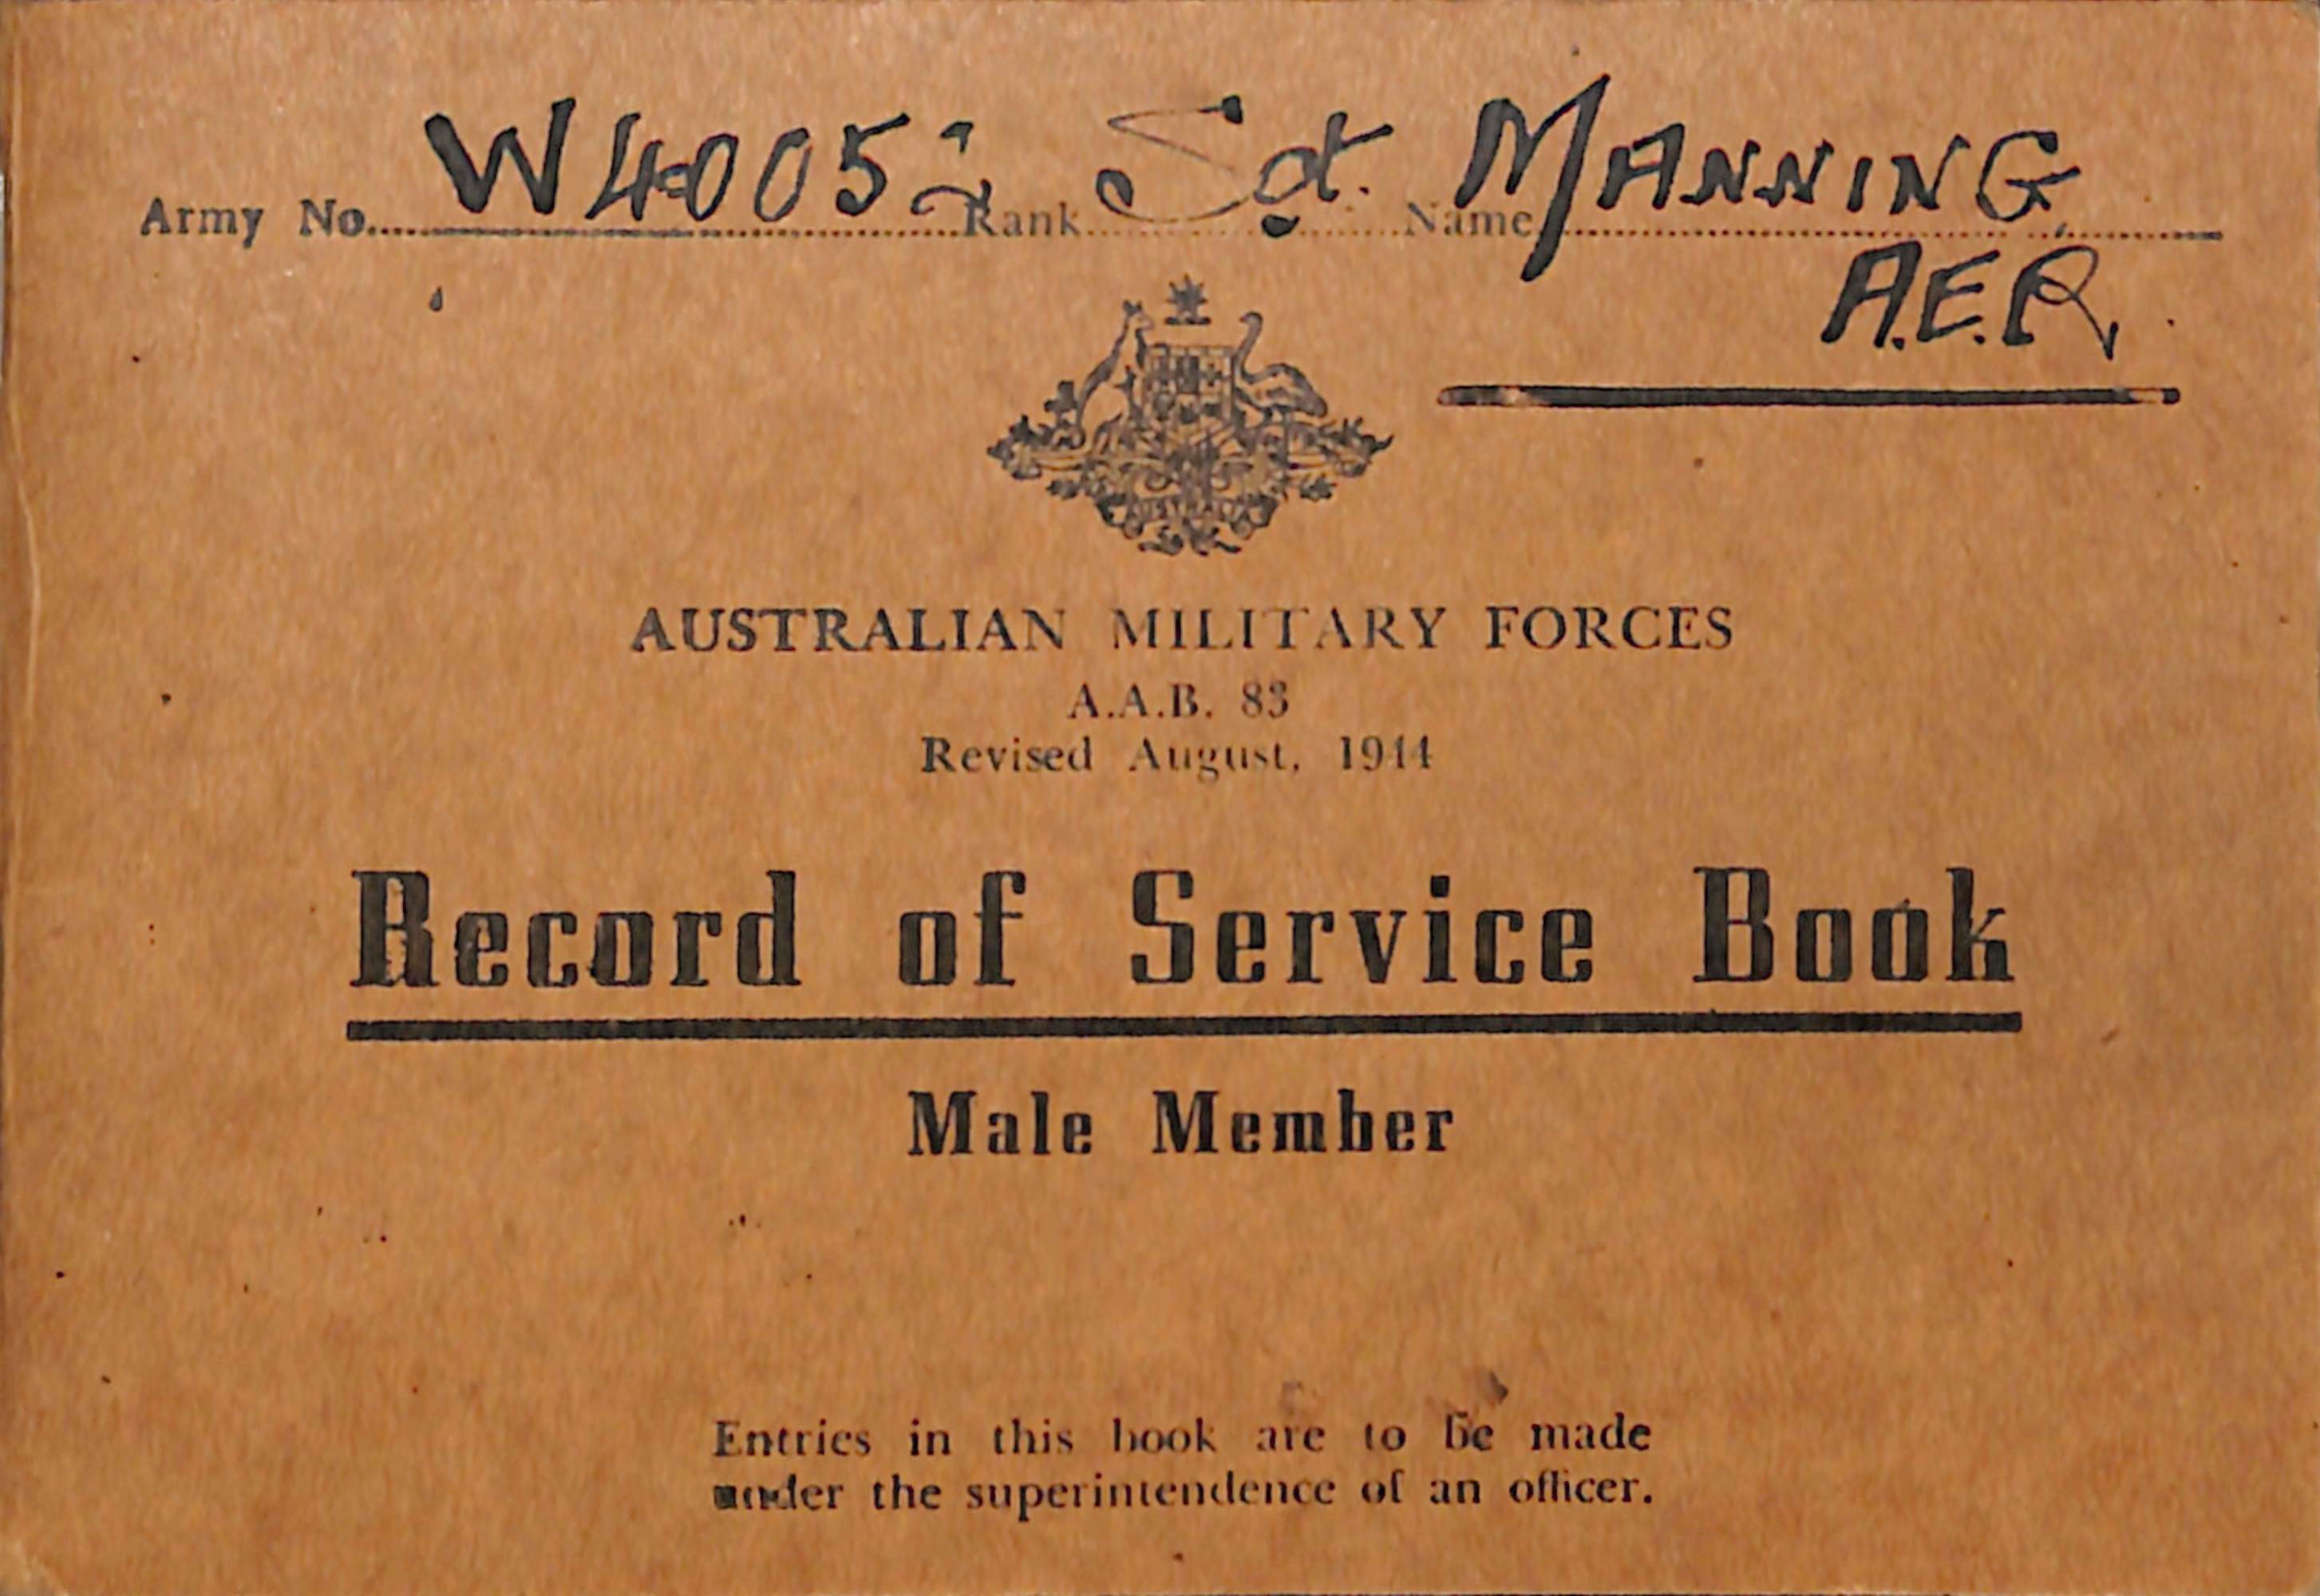 Army No. W40052 Rank Sgt. Name MANNING,
A.E.R.
AUSTRALIA
AUSTRALIAN MILITARY FORCES
A.A.B. 83
Revised August, 1944
Record of Service Book
Male Member
Entries in this book are to be made
under the superintendence of an officer.